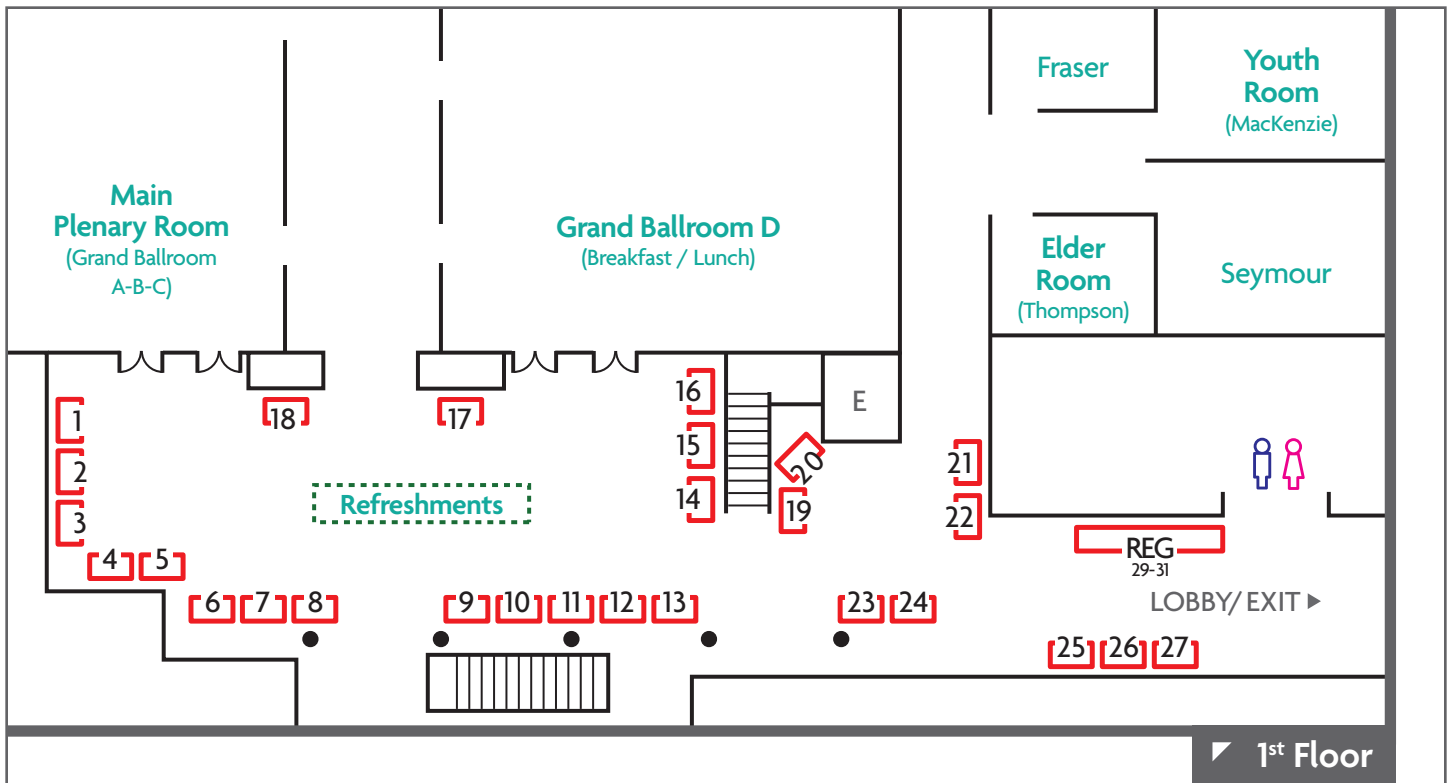 Fraser
Youth
Room
(MacKenzie)
Main
Plenary Room
(Grand Ballroom
A-B-C)
Grand Ballroom D
(Breakfast / Lunch)
Elder
Room
(Thompson)
Seymour
1
2
3
4
5
6
7
8
9
10
11
12
13
14
15
16
17
18
19
20
E
21
22
Refreshments
REG
29-31
LOBBY/ EXIT
23
24
25
26
27
1st Floor